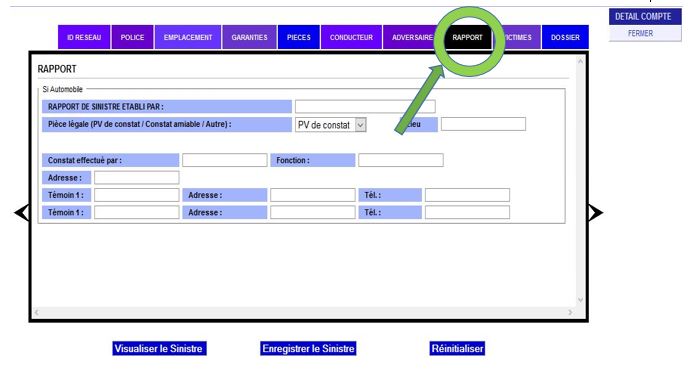 DETAIL COMPTE
FERMER
ID RESEAU POLICE EMPLACEMENT GARANTIES PIECES CONDUCTEUR ADVERSAIRE RAPPORT VICTIMES DOSSIER
RAPPORT
Si Automobile
RAPPORT DE SINISTRE ETABLI PAR :
Pièce légale (PV de constat / Constat amiable / Autre) : PV de constat
Constat effectué par : Fonction :
Adresse :
Témoin 1 : Adresse : Tél. :
Témoin 1 : Adresse : Tél. :
Visualiser le Sinistre Enregistrer le Sinistre Réinitialiser